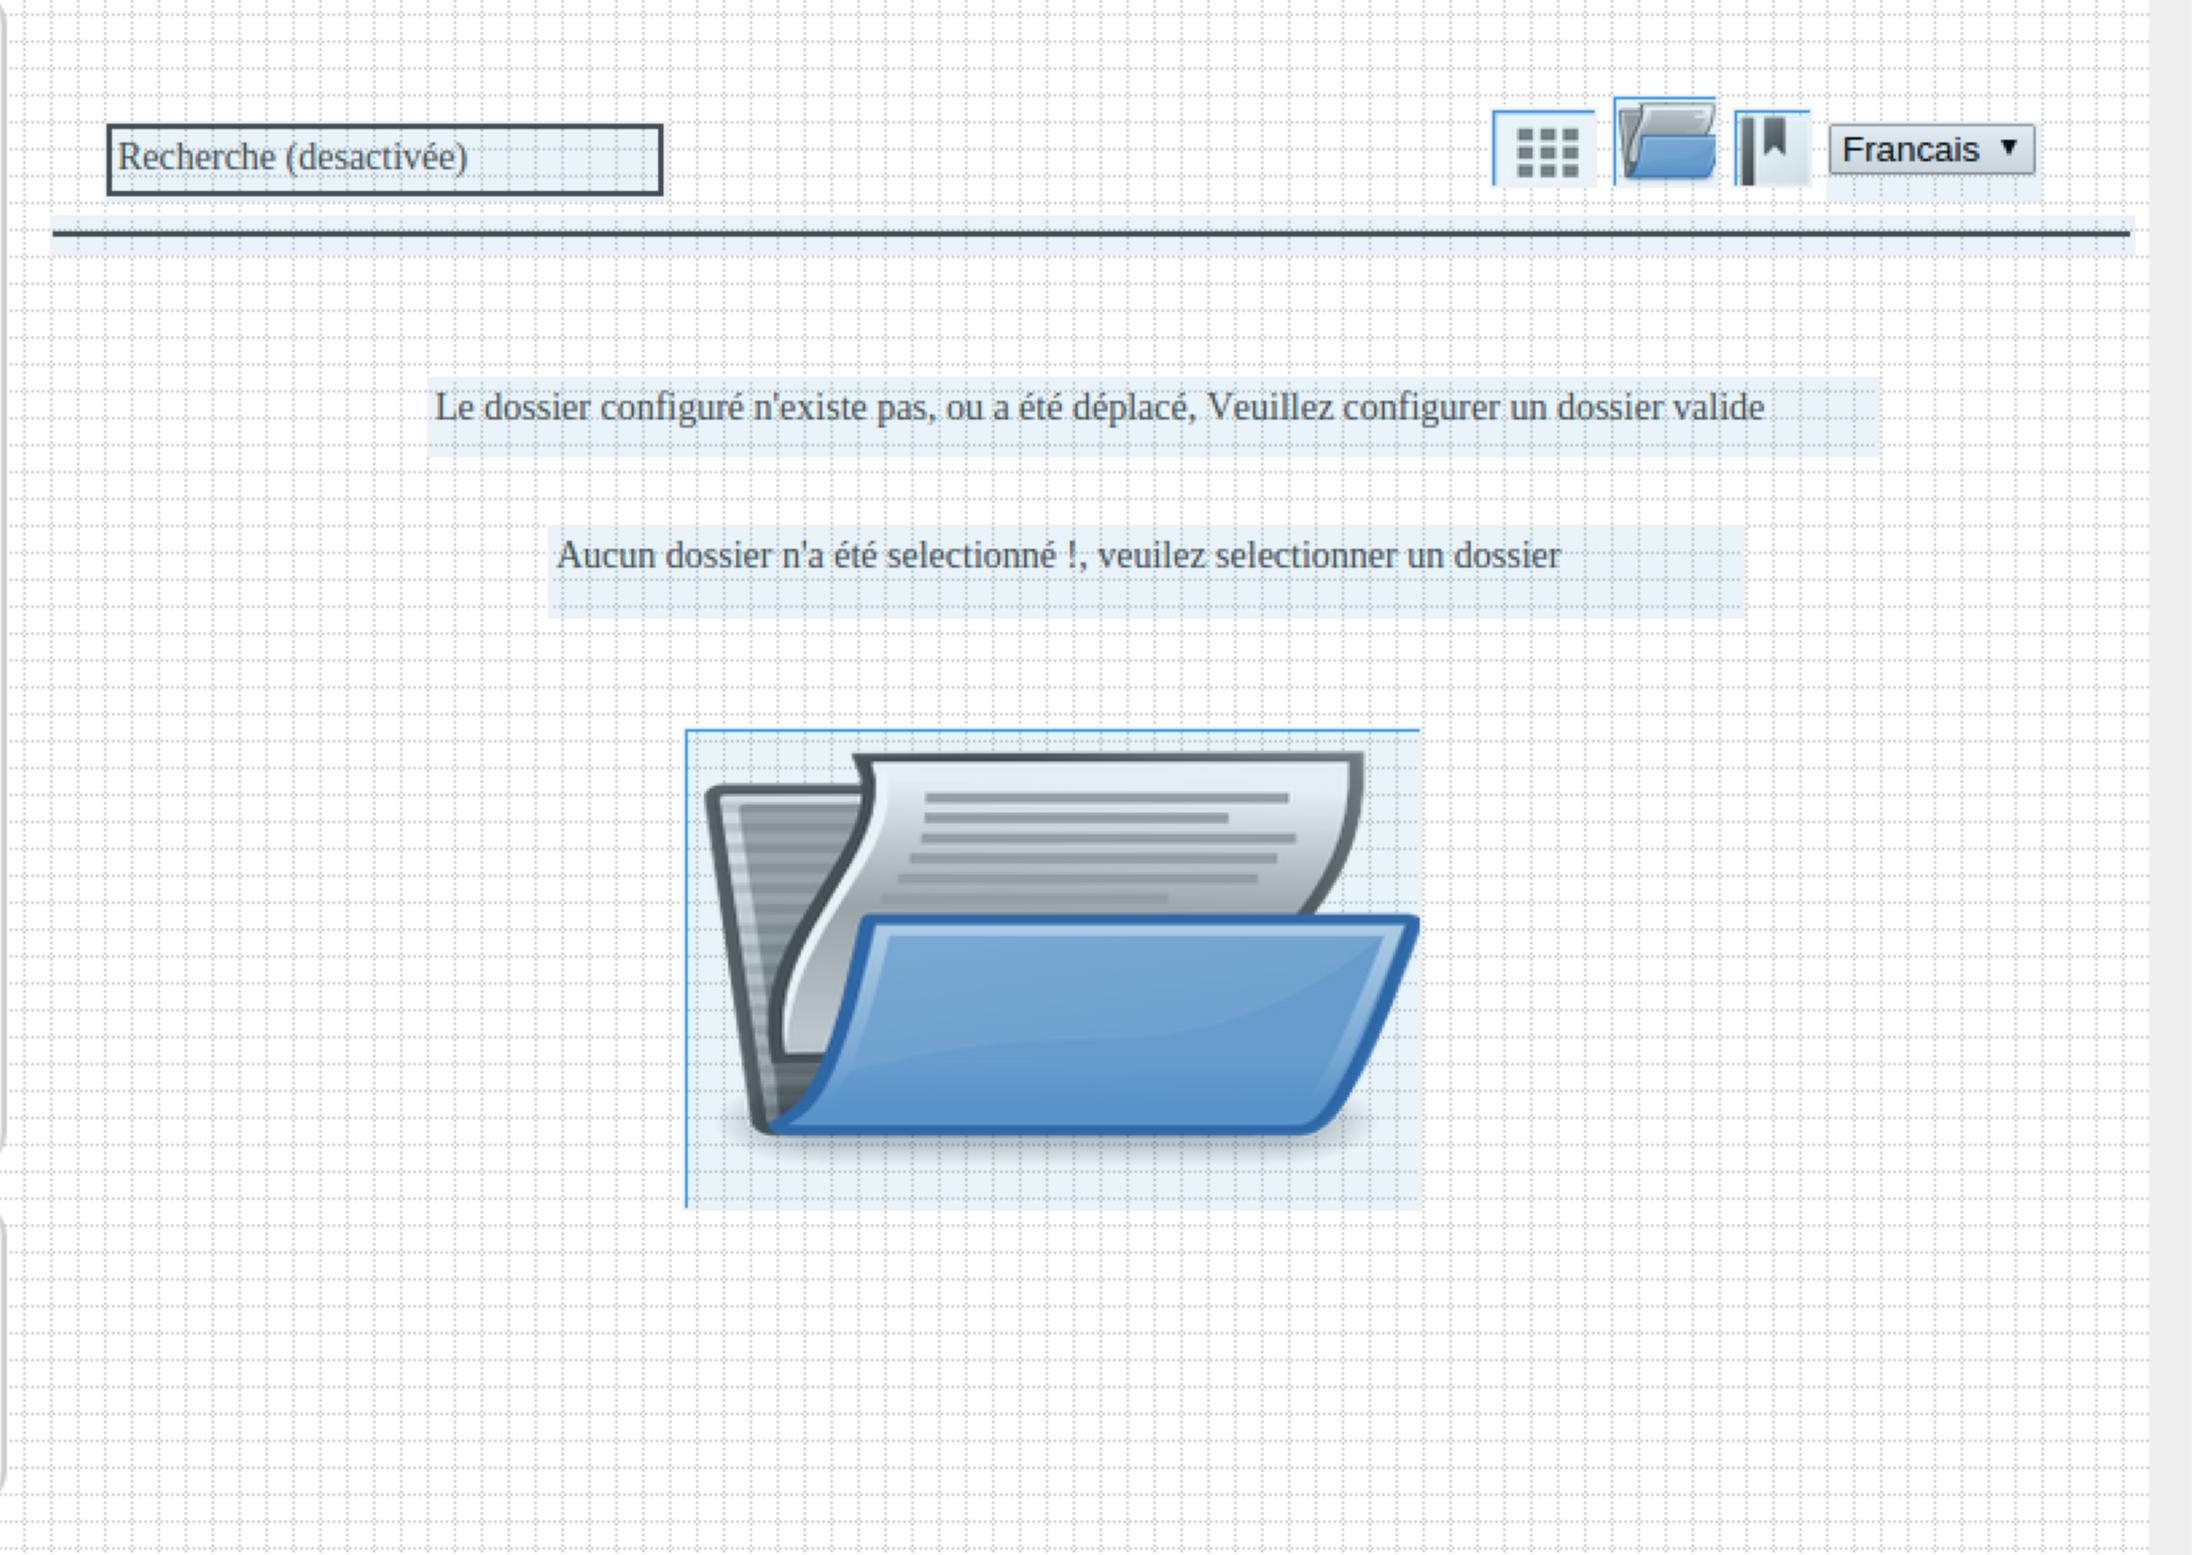 Recherche (desactivée)
Francais
Le dossier configuré n'existe pas, ou a été déplacé, Veuillez configurer un dossier valide
Aucun dossier n'a été selectionné !, veuilez selectionner un dossier